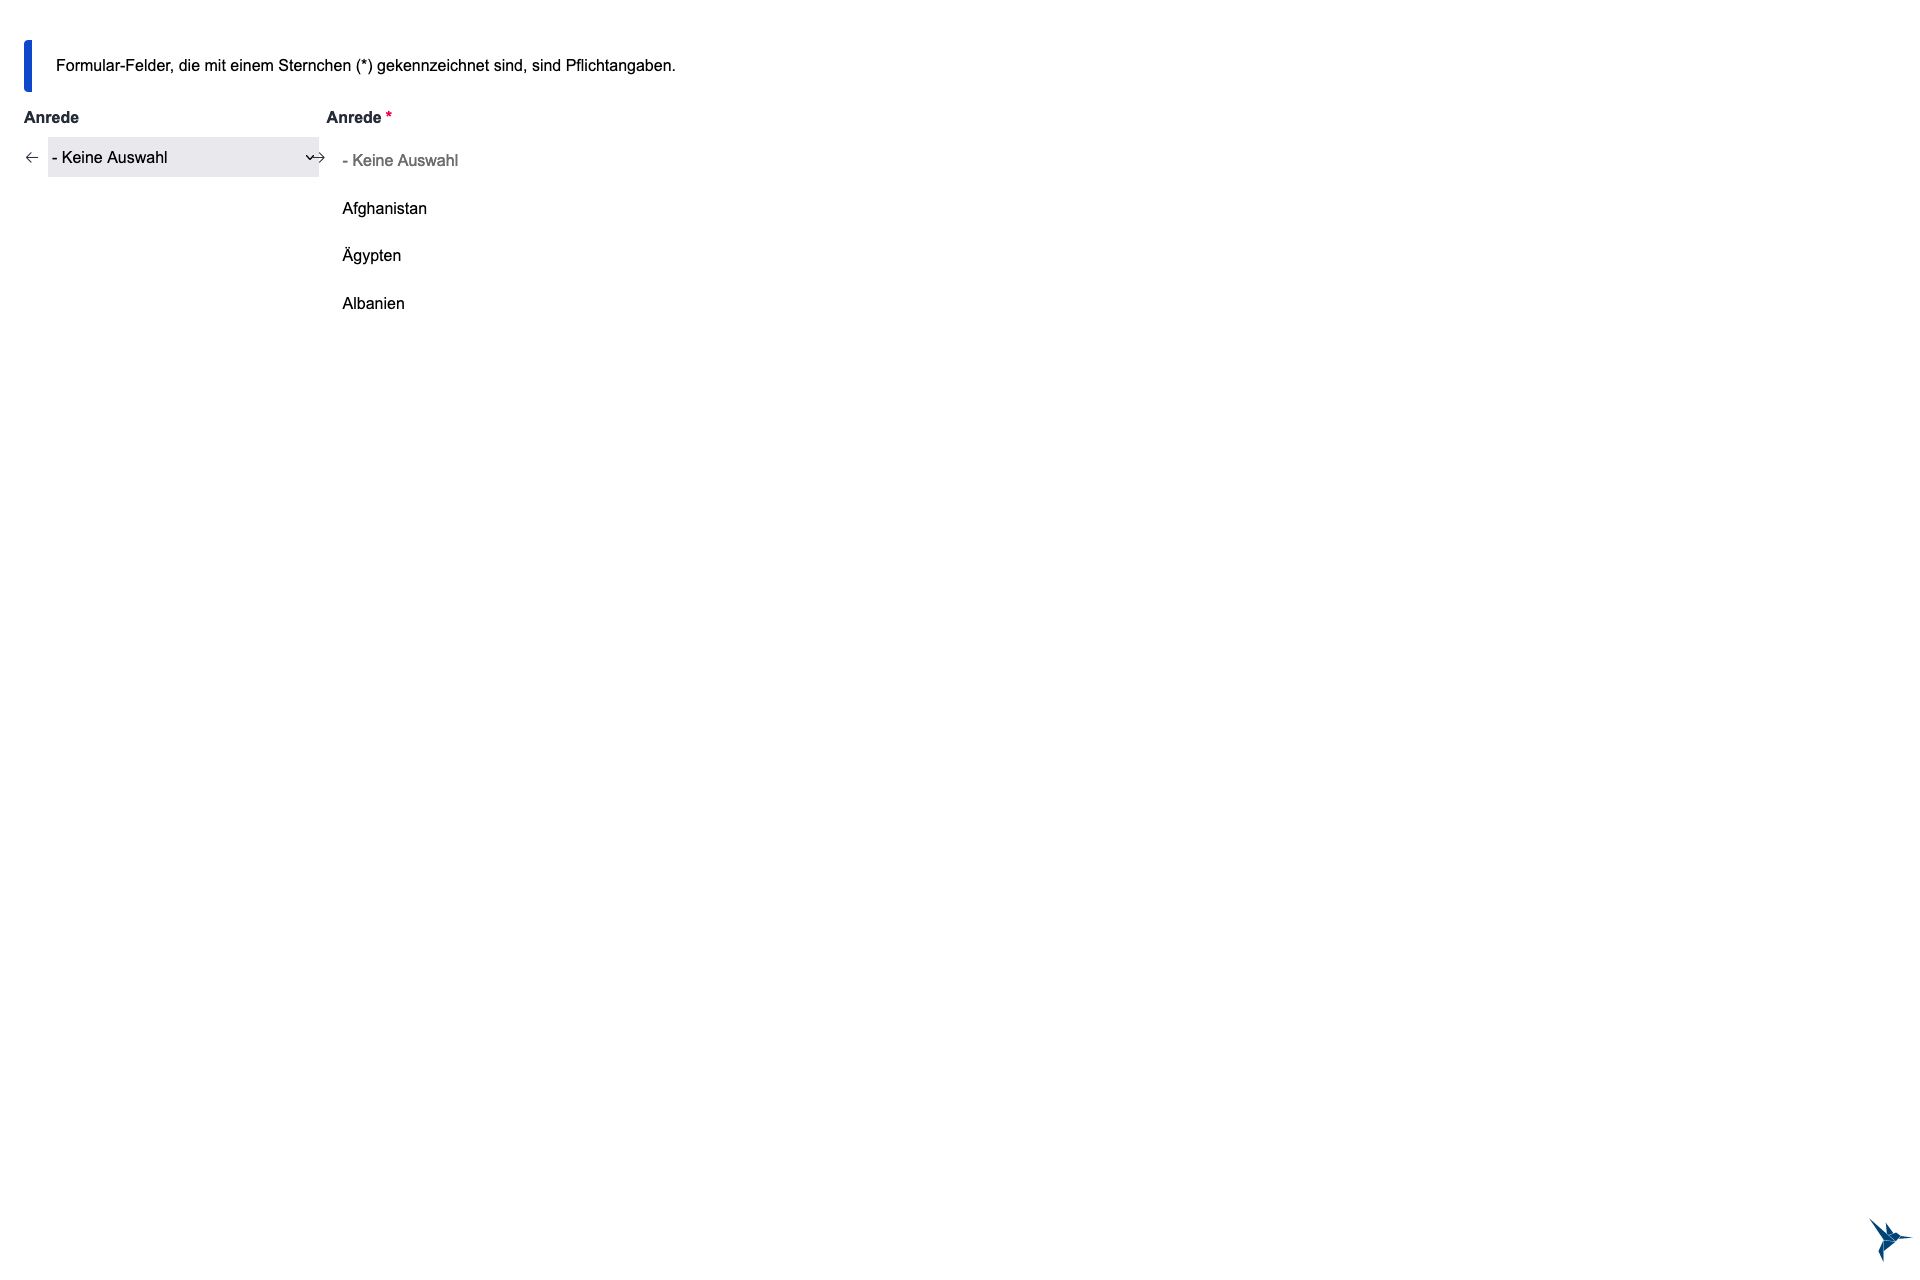 Formular-Felder, die mit einem Sternchen (*) gekennzeichnet sind, sind Pflichtangaben.
Anrede
- Keine Auswahl
Anrede *
- Keine Auswahl
Afghanistan
Ägypten
Albanien